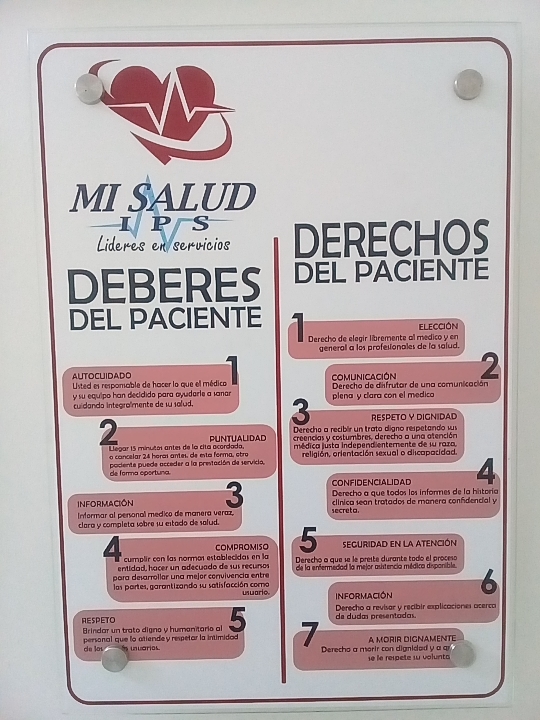 MI SALUD
IPS
Lideres en servicios
DEBERES
DEL PACIENTE
1
AUTOCUIDADO
Usted es responsable de hacer lo que el médico
y su equipo han decidido para ayudarle a sanar
cuidando integralmente de su salud.
2
PUNTUALIDAD
Llegar 15 minutos antes de la cita acordada,
o cancelar 24 horas antes, de esta forma, otro
paciente puede acceder a la prestación de servicio,
de forma oportuna.
3
INFORMACIÓN
Informar al personal medico de manera veraz,
clara y completa sobre su estado de salud.
4
COMPROMISO
cumplir con las normas establecidas en la
entidad, hacer un adecuado de sus recursos
para desarrollar una mejor convivencia entre
las partes, garantizando su satisfacción como
usuario.
5
RESPETO
Brindar un trato digno y humanitario al
personal que lo atiende y respetar la intimidad
de los usuarios.
DERECHOS
DEL PACIENTE
1
ELECCIÓN
Derecho de elegir libremente al medico y en
general a los profesionales de la salud.
2
COMUNICACIÓN
Derecho de disfrutar de una comunicación
plena y clara con el medico
3
RESPETO Y DIGNIDAD
Derecho a recibir un trato digno respetando sus
creencias y costumbres, derecho a una atención
médica justa independientemente de su raza,
religión, orientación sexual o discapacidad.
4
CONFIDENCIALIDAD
Derecho a que todos los informes de la historia
clínica sean tratados de manera confidencial y
secreta.
5
SEGURIDAD EN LA ATENCIÓN
Derecho a que se le preste durante todo el proceso
de la enfermedad la mejor asistencia médica disponible.
6
INFORMACIÓN
Derecho a revisar y recibir explicaciones acerca
de dudas presentadas.
7
A MORIR DIGNAMENTE
Derecho a morir con dignidad y a
se le respete su volunta